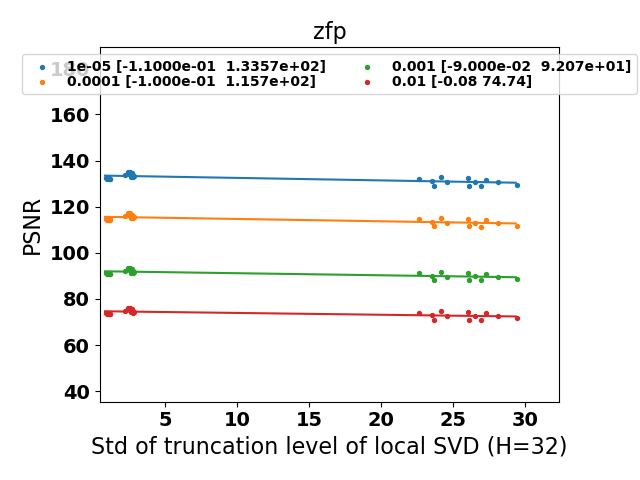 zfp
1e-05 [-1.1000e-01  1.3357e+02]
0.0001 [-1.000e-01  1.157e+02]
0.001 [-9.000e-02  9.207e+01]
0.01 [-0.08 74.74]
PSNR
180
160
140
120
100
80
60
40
5 10 15 20 25 30
Std of truncation level of local SVD (H=32)